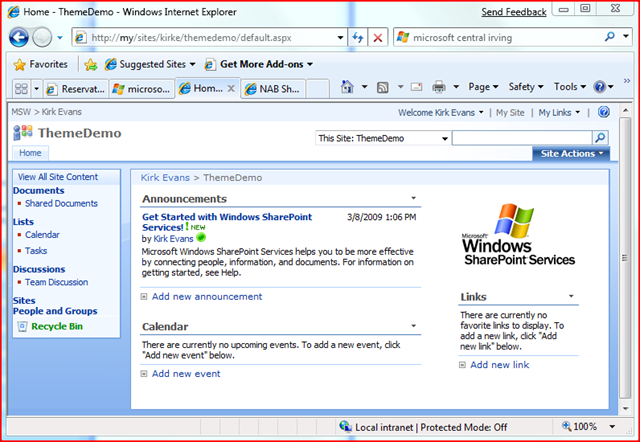 Home - ThemeDemo - Windows Internet Explorer
Send Feedback
http://my/sites/kirke/themedemo/default.aspx
microsoft central irving
Favorites
Suggested Sites
Get More Add-ons
Reservat...
microso...
Hom...
NAB Sh...
Page
Safety
Tools
MSW > Kirk Evans
Welcome Kirk Evans
My Site
My Links
ThemeDemo
This Site: ThemeDemo
Home
Site Actions
View All Site Content
Documents
Shared Documents
Lists
Calendar
Tasks
Discussions
Team Discussion
Sites
People and Groups
Recycle Bin
Kirk Evans > ThemeDemo
Announcements
Get Started with Windows SharePoint
Services! ! NEW
3/8/2009 1:06 PM
by Kirk Evans
Microsoft Windows SharePoint Services helps you to be more effective
by connecting people, information, and documents. For information on
getting started, see Help.
Add new announcement
Calendar
There are currently no upcoming events. To add a new event, click
"Add new event" below.
Add new event
Microsoft
Windows
SharePoint Services
Links
There are currently no
favorite links to display. To
add a new link, click "Add
new link" below.
Add new link
Local intranet | Protected Mode: Off
100%